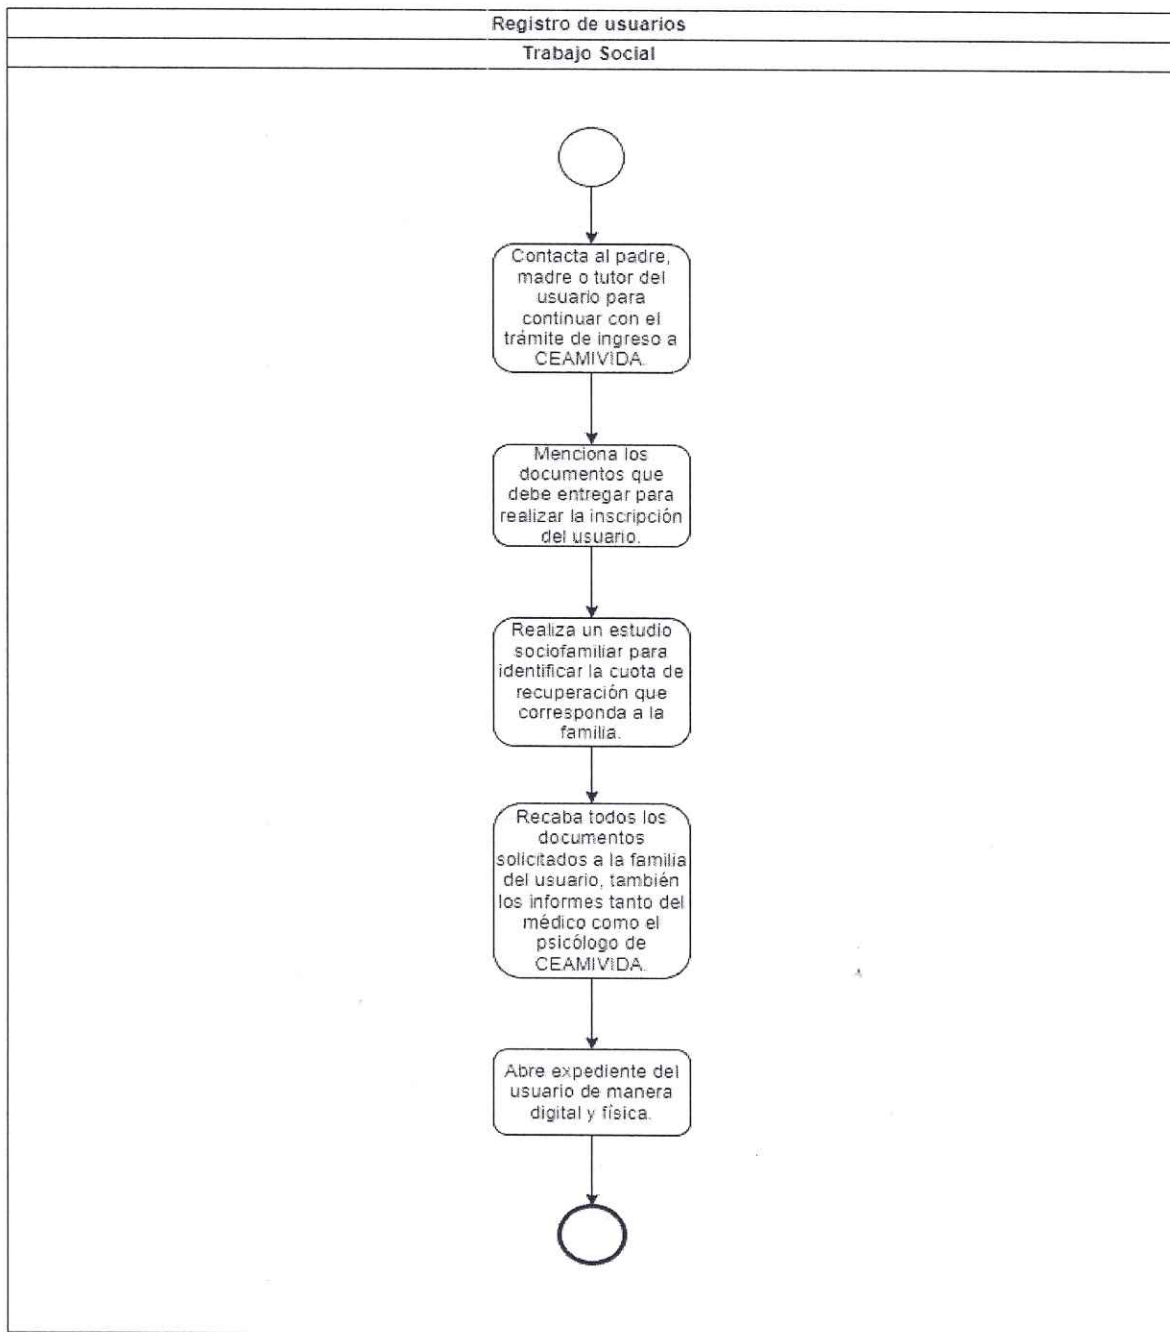 Registro de usuarios
Trabajo Social
Contacta al padre,
madre o tutor del
usuario para
continuar con el
trámite de ingreso a
CEAMIVIDA.
Menciona los
documentos que
debe entregar para
realizar la inscripción
del usuario.
Realiza un estudio
sociofamiliar para
identificar la cuota de
recuperación que
corresponda a la
familia.
Recaba todos los
documentos
solicitados a la familia
del usuario, también
los informes tanto del
médico como el
psicólogo de
CEAMIVIDA.
Abre expediente del
usuario de manera
digital y física.